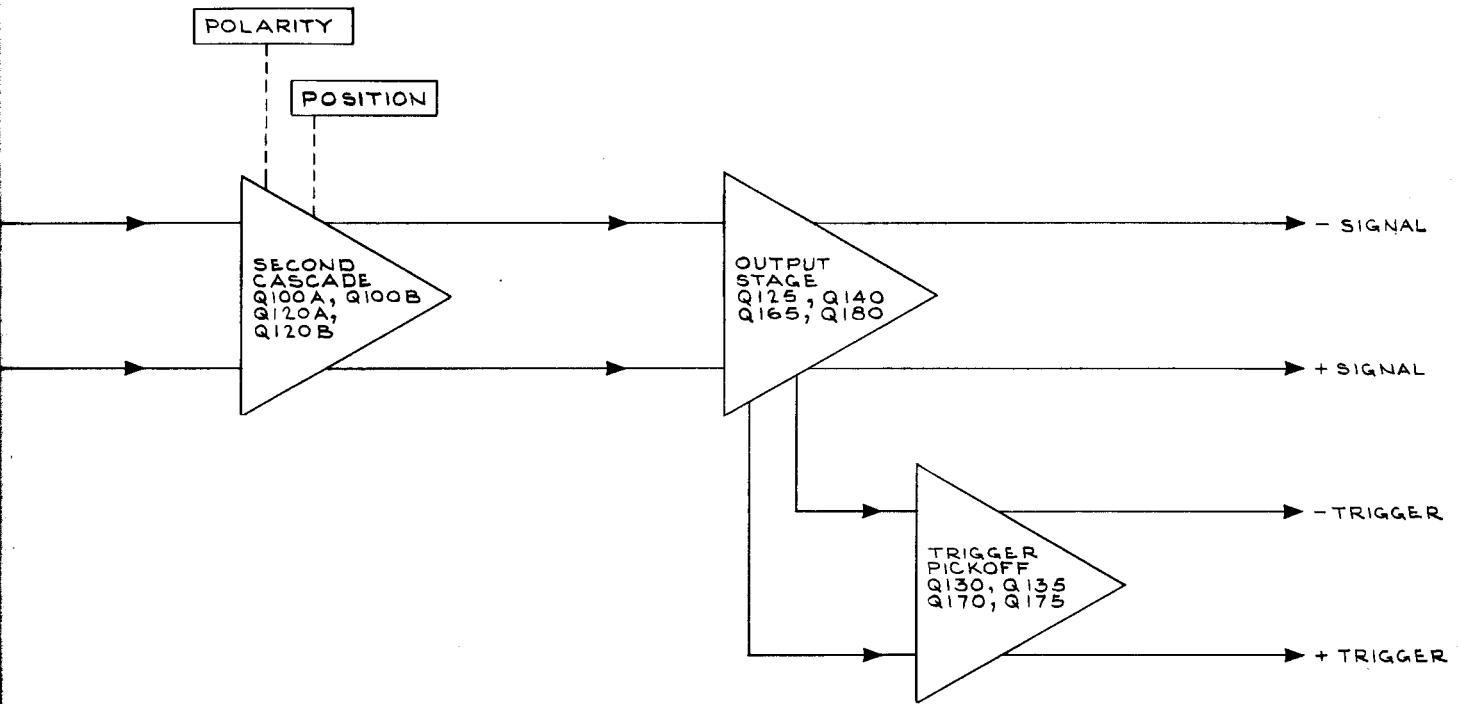 POLARITY
POSITION
SECOND
CASCADE
Q100A, Q100B
Q120A,
Q120B
OUTPUT
STAGE
Q125, Q140
Q165, Q180
- SIGNAL
+ SIGNAL
TRIGGER
PICKOFF
Q130, Q135
Q170, Q175
- TRIGGER
+ TRIGGER